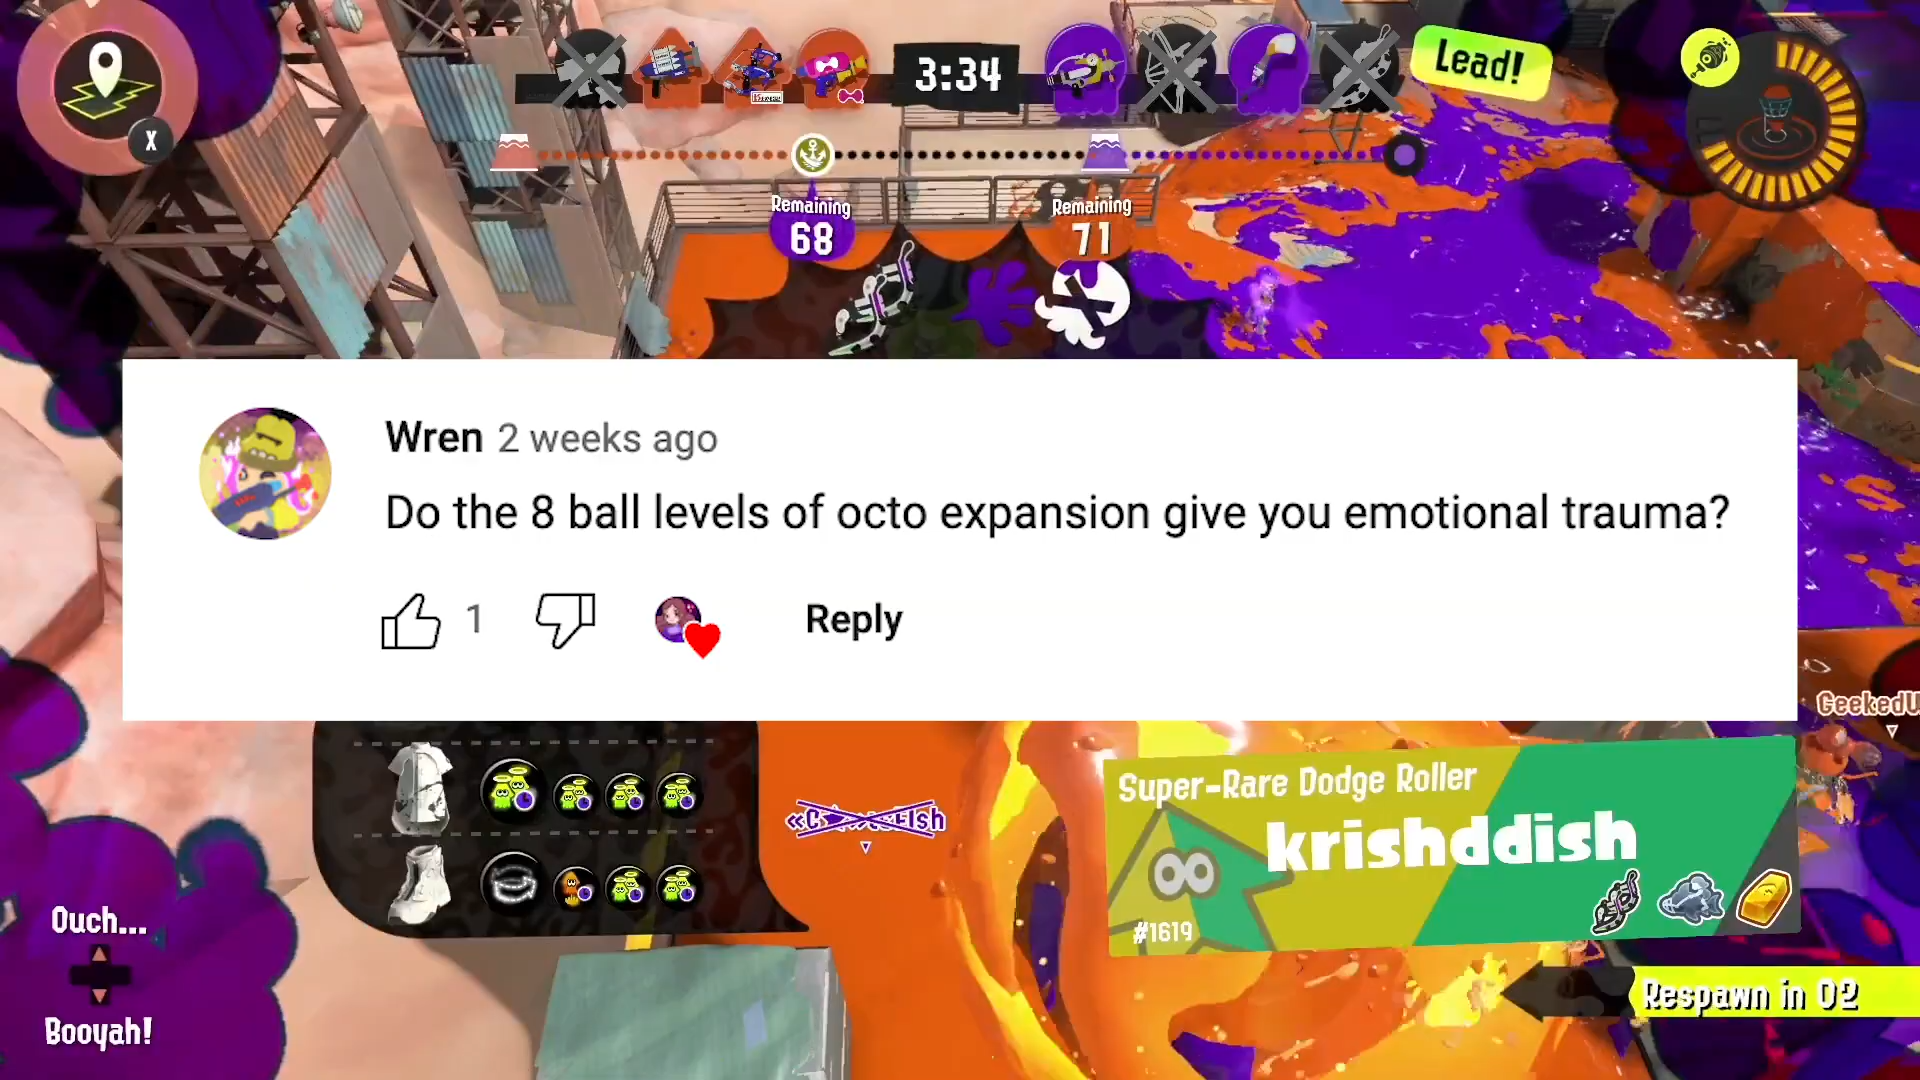 X
3:34
Lead!
Remaining
68
Remaining
71
Wren 2 weeks ago
Do the 8 ball levels of octo expansion give you emotional trauma?
1
Reply
GeekedU
Super-Rare Dodge Roller
krishddish
#1619
Ouch...
Booyah!
Respawn in 02